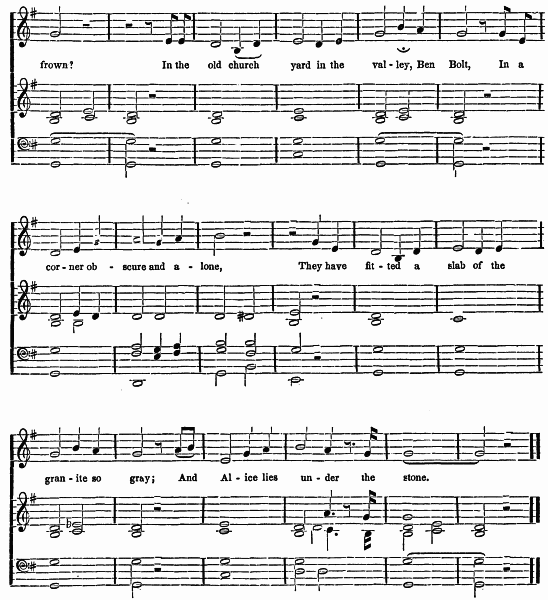 frown? In the old church yard in the val - ley, Ben Bolt, In a
cor - ner ob - scure and a - lone, They have fit - ted a slab of the
gran - ite so gray; And Al - ice lies un - der the stone.